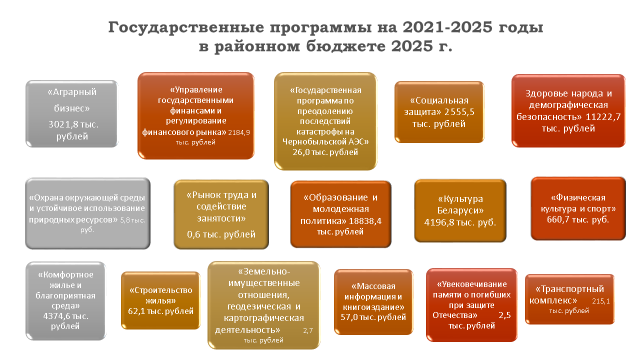 Государственные программы на 2021-2025 годы
в районном бюджете 2025 г.
«Аграрный
бизнес»
3021,8 тыс.
рублей
«Управление
государственными
финансами и
регулирование
финансового рынка» 2184,9
тыс. рублей
«Государственная
программа по
преодолению
последствий
катастрофы на
Чернобыльской АЭС»
26,0 тыс. рублей
«Социальная
защита» 2555,5
тыс. рублей
Здоровье народа и
демографическая
безопасность» 11222,7
тыс. рублей
«Охрана окружающей среды
и устойчивое использование
природных ресурсов» 5,8 тыс.
руб.
«Рынок труда и
содействие
занятости»
0,6 тыс. рублей
«Образование и
молодежная
политика» 18838,4
тыс. рублей
«Культура
Беларуси»
4196,8 тыс. руб.
«Физическая
культура и спорт»
660,7 тыс. руб.
«Комфортное
жилье и
благоприятная
среда»
4374,6 тыс.
рублей
«Строительство
жилья»
62,1 тыс. рублей
«Земельно-
имущественные
отношения,
геодезическая и
картографическая
деятельность» 2,7
тыс. рублей
«Массовая
информация и
книгоиздание»
57,0 тыс. рублей
«Увековечивание
памяти о погибших
при защите
Отечества» 2,5
тыс. рублей
«Транспортный
комплекс» 215,1
тыс. рублей